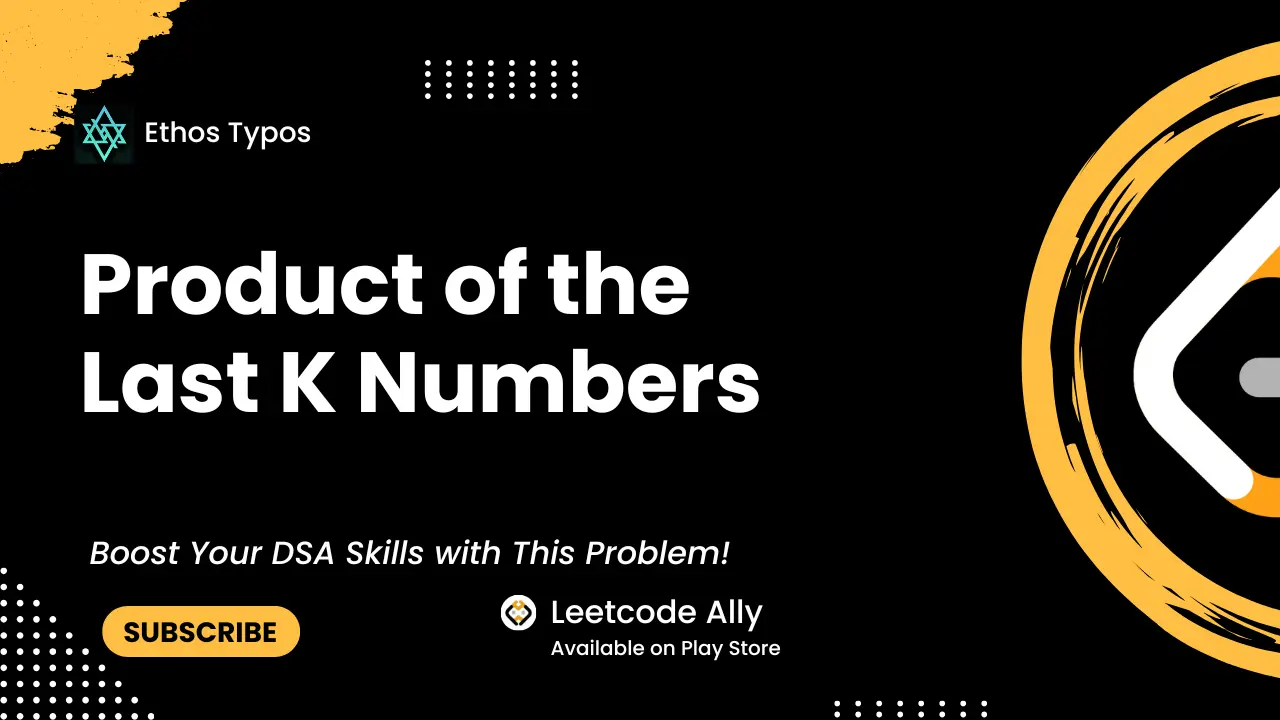 Ethos Typos
Product of the
Last K Numbers
Boost Your DSA Skills with This Problem!
SUBSCRIBE
Leetcode Ally
Available on Play Store